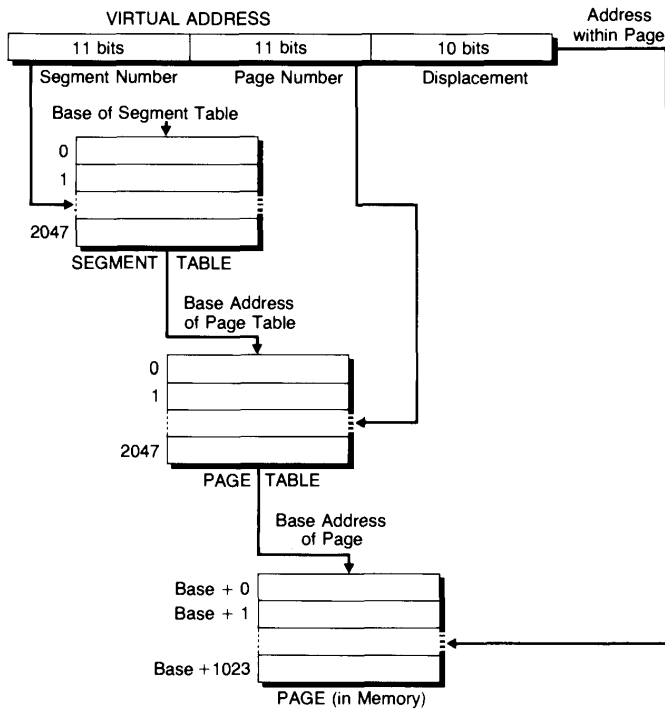 VIRTUAL ADDRESS
Address
within Page
11 bits
11 bits
10 bits
Segment Number
Page Number
Displacement
Base of Segment Table
0
1
2047
SEGMENT TABLE
Base Address
of Page Table
0
1
2047
PAGE TABLE
Base Address
of Page
Base + 0
Base + 1
Base +1023
PAGE (in Memory)